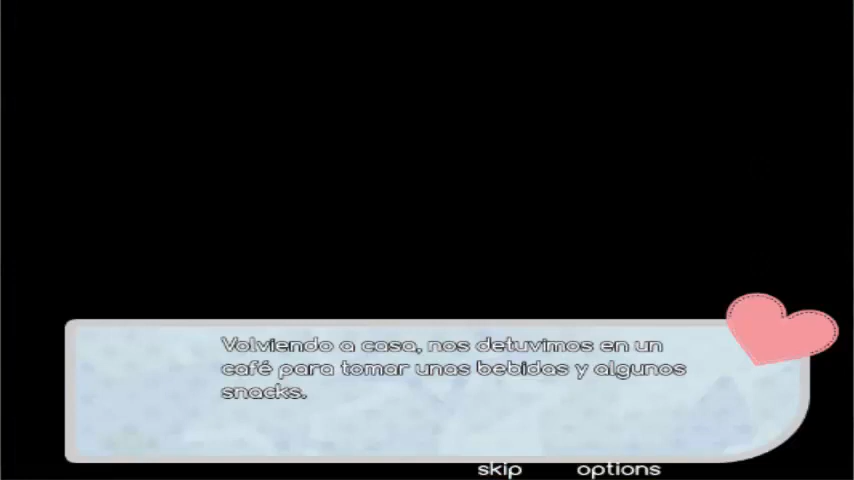 Volviendo a casa, nos detuvimos en un
café para tomar unas bebidas y algunos
snacks.
skip options